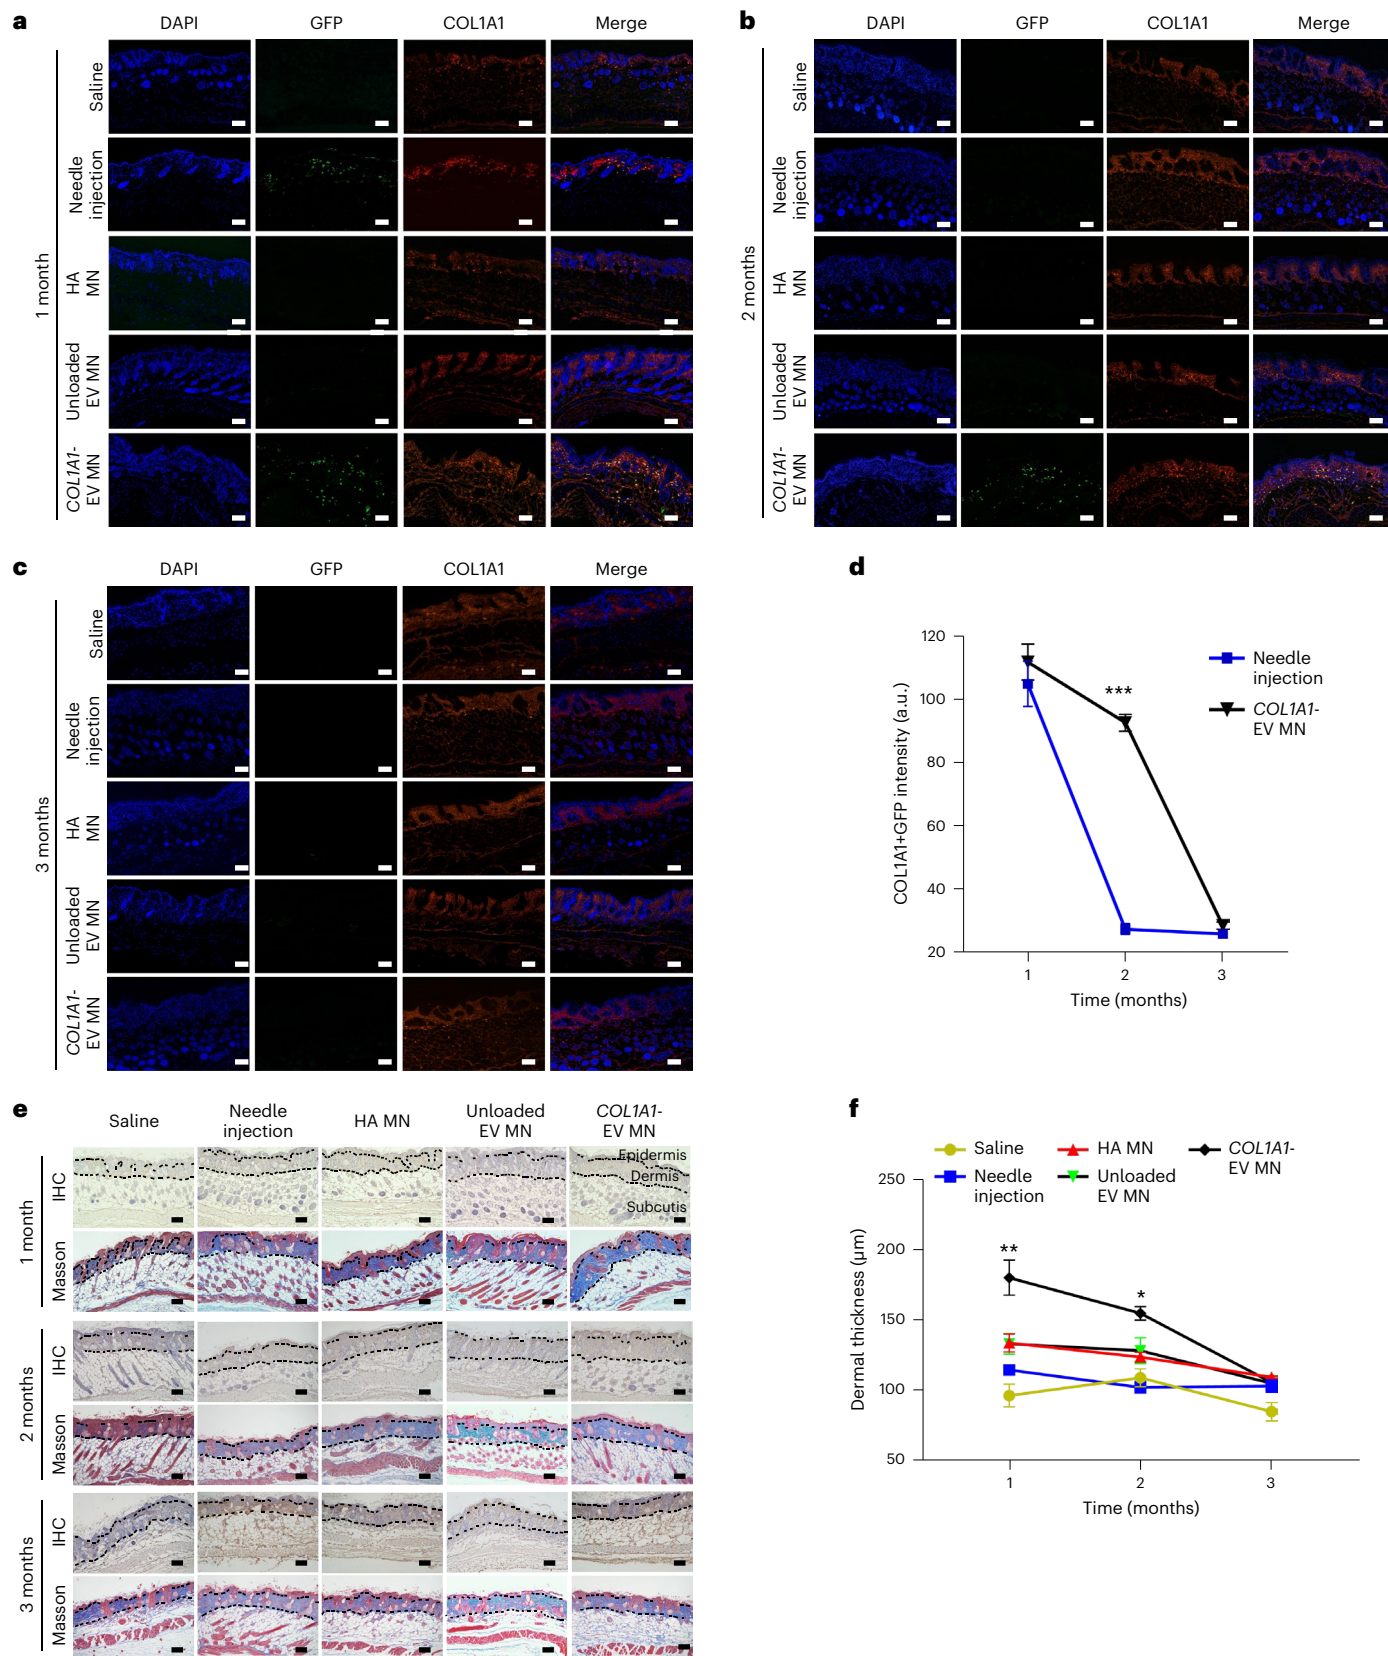 a
DAPI GFP COL1A1 Merge
1 month
Saline
Needle
injection
HA
MN
Unloaded
EV MN
COL1A1-
EV MN
b
DAPI GFP COL1A1 Merge
2 months
Saline
Needle
injection
HA
MN
Unloaded
EV MN
COL1A1-
EV MN
c
DAPI GFP COL1A1 Merge
3 months
Saline
Needle
injection
HA
MN
Unloaded
EV MN
COL1A1-
EV MN
d
COL1A1+GFP intensity (a.u.)
120
100
80
60
40
20
***
Needle
injection
COL1A1-
EV MN
1 2 3
Time (months)
e
Saline
Needle
injection
HA MN
Unloaded
EV MN
COL1A1-
EV MN
1 month
IHC
Epidermis
Dermis
Subcutis
Masson
2 months
IHC
Masson
3 months
IHC
Masson
f
Saline
Needle
injection
HA MN
Unloaded
EV MN
COL1A1-
EV MN
Dermal thickness (µm)
250
200
150
100
50
**
*
1 2 3
Time (months)